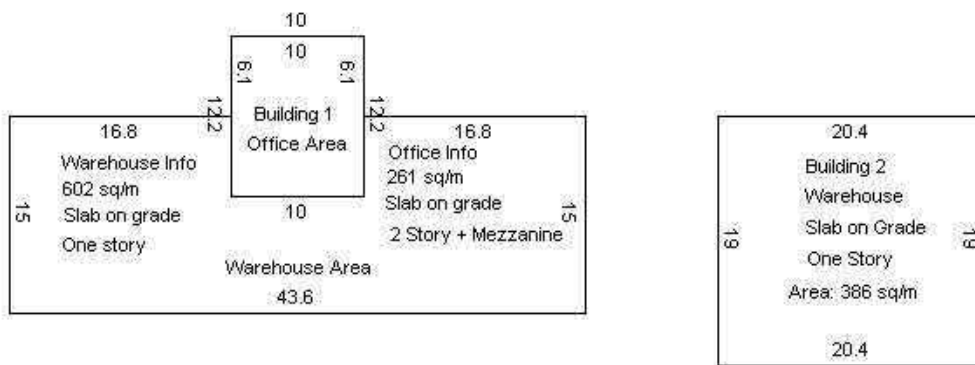 10
10
6.1
6.1
12.2
12.2
Building 1
Office Area
10
16.8
16.8
Warehouse Info
602 sq/m
Slab on grade
One story
15
Office Info
261 sq/m
Slab on grade
2 Story + Mezzanine
15
Warehouse Area
43.6
20.4
Building 2
Warehouse
Slab on Grade
One Story
Area: 386 sq/m
19
19
20.4